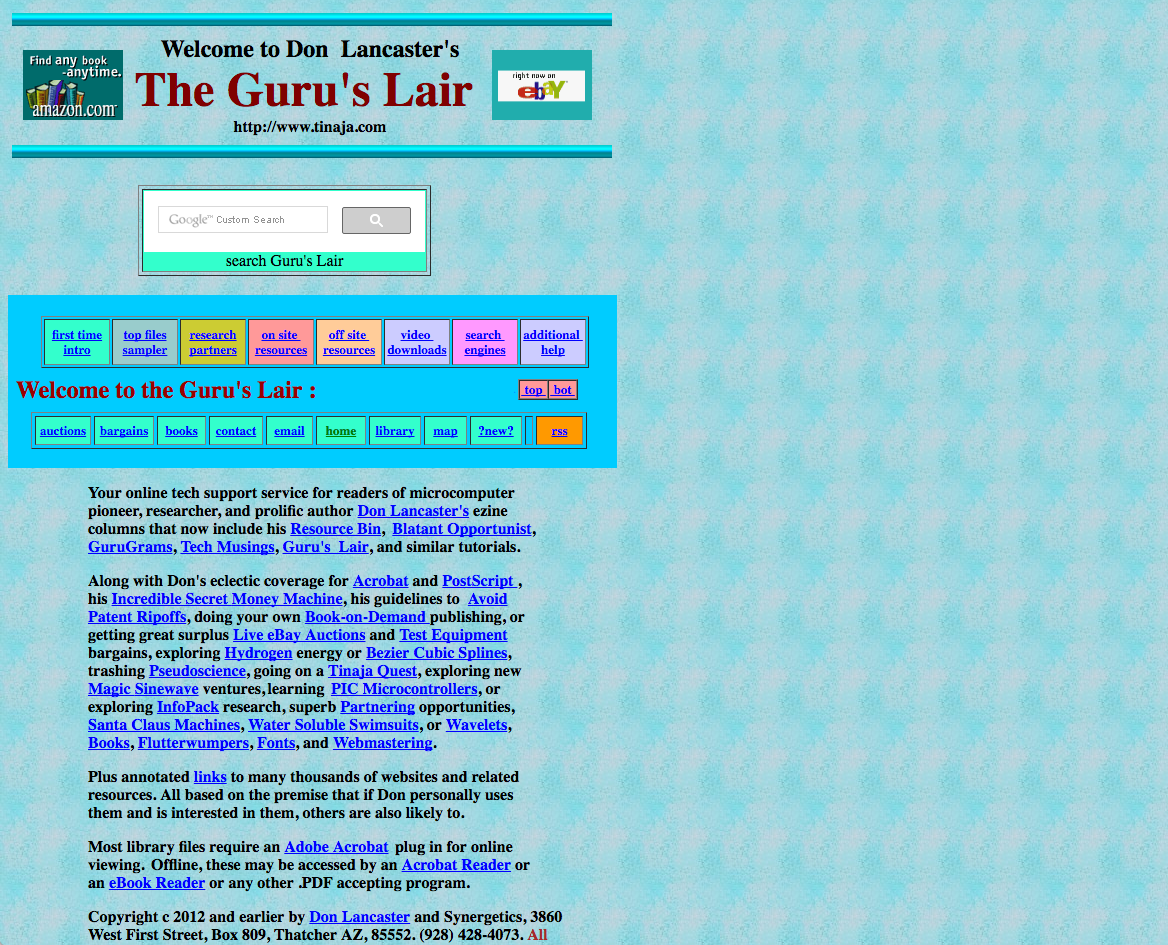 Welcome to Don Lancaster's
Find any book
-anytime.
amazon.com
The Guru's Lair
right now on
ebay
http://www.tinaja.com
Google™ Custom Search
search Guru's Lair
first time intro
top files sampler
research partners
on site resources
off site resources
video downloads
search engines
additional help
Welcome to the Guru's Lair :
top bot
auctions bargains books contact email home library map ?new? rss
Your online tech support service for readers of microcomputer
pioneer, researcher, and prolific author Don Lancaster's ezine
columns that now include his Resource Bin, Blatant Opportunist,
GuruGrams, Tech Musings, Guru's Lair, and similar tutorials.
Along with Don's eclectic coverage for Acrobat and PostScript ,
his Incredible Secret Money Machine, his guidelines to Avoid
Patent Ripoffs, doing your own Book-on-Demand publishing, or
getting great surplus Live eBay Auctions and Test Equipment
bargains, exploring Hydrogen energy or Bezier Cubic Splines,
trashing Pseudoscience, going on a Tinaja Quest, exploring new
Magic Sinewave ventures, learning PIC Microcontrollers, or
exploring InfoPack research, superb Partnering opportunities,
Santa Claus Machines, Water Soluble Swimsuits, or Wavelets,
Books, Flutterwumpers, Fonts, and Webmastering.
Plus annotated links to many thousands of websites and related
resources. All based on the premise that if Don personally uses
them and is interested in them, others are also likely to.
Most library files require an Adobe Acrobat plug in for online
viewing. Offline, these may be accessed by an Acrobat Reader or
an eBook Reader or any other .PDF accepting program.
Copyright c 2012 and earlier by Don Lancaster and Synergetics, 3860
West First Street, Box 809, Thatcher AZ, 85552. (928) 428-4073. All